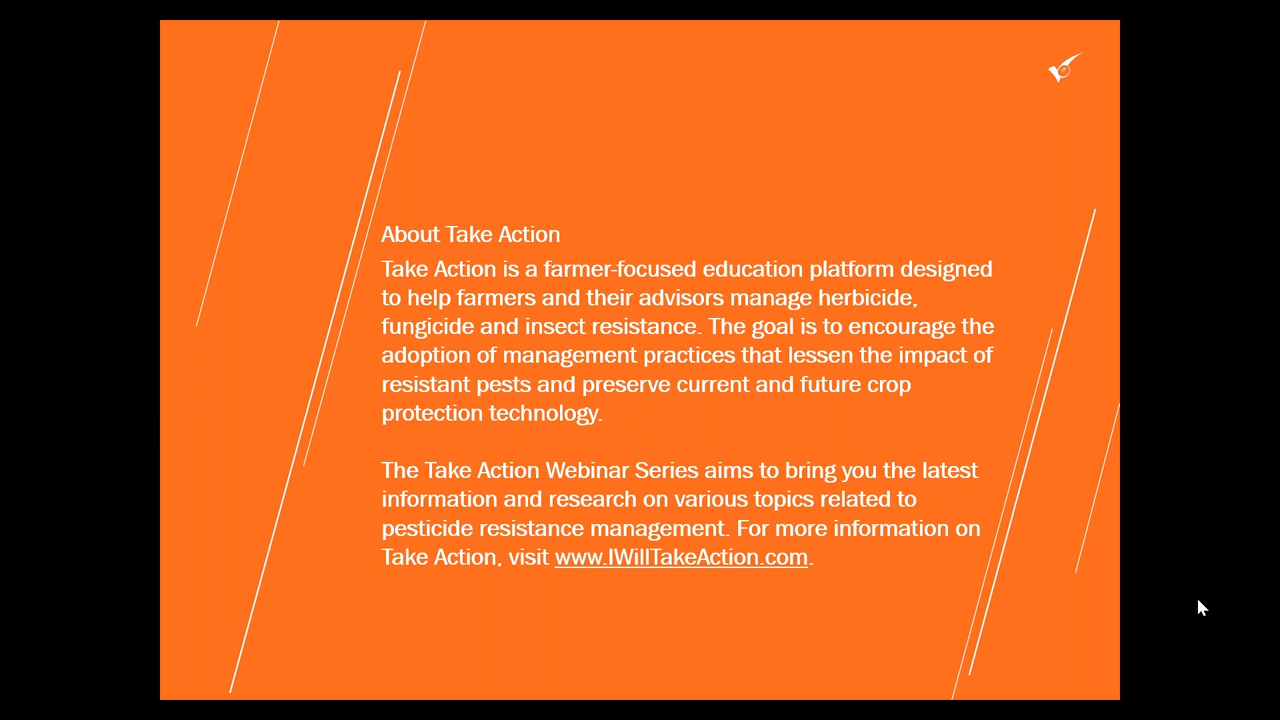 About Take Action
Take Action is a farmer-focused education platform designed
to help farmers and their advisors manage herbicide,
fungicide and insect resistance. The goal is to encourage the
adoption of management practices that lessen the impact of
resistant pests and preserve current and future crop
protection technology.
The Take Action Webinar Series aims to bring you the latest
information and research on various topics related to
pesticide resistance management. For more information on
Take Action, visit www.IWillTakeAction.com.